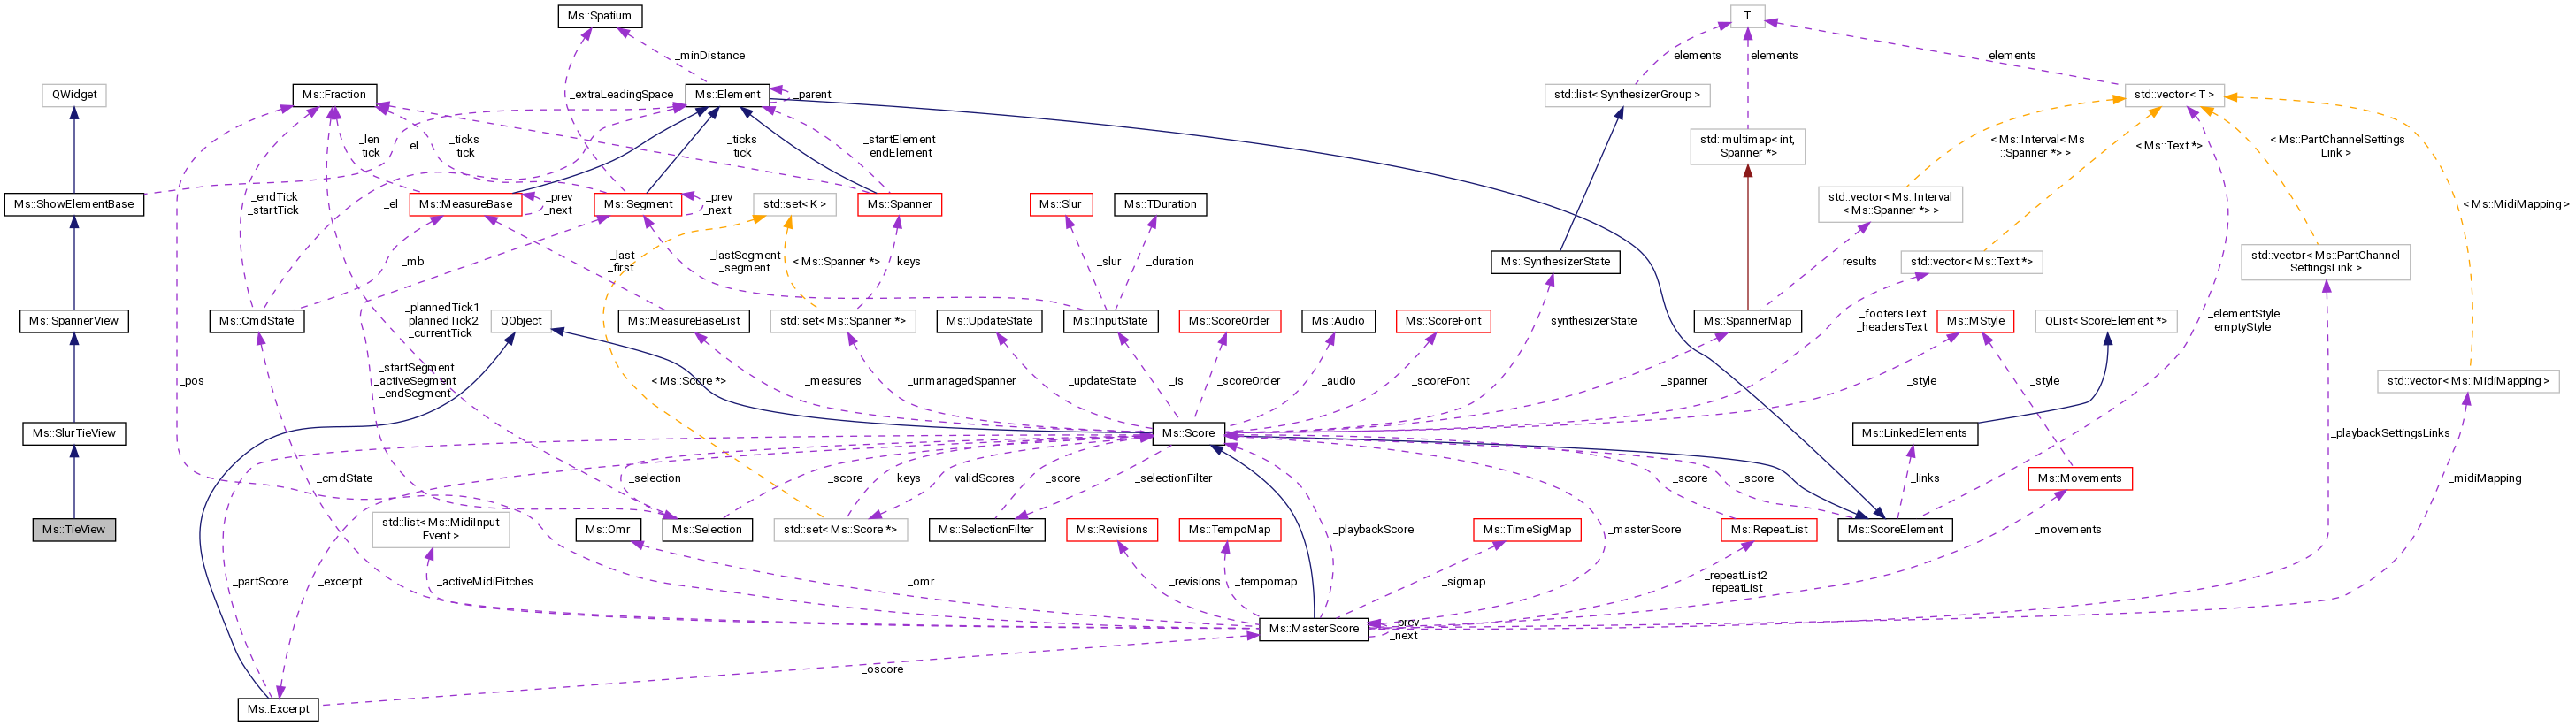 Ms::Spatium
T
_minDistance
elements
elements
elements
QWidget
Ms::Fraction
_extraLeadingSpace
Ms::Element
_parent
std::list< SynthesizerGroup >
std::vector< T >
_len
_tick
el
_ticks
_tick
_ticks
_tick
_startElement
_endElement
std::multimap< int,
Spanner *>
< Ms::Interval< Ms
::Spanner *> >
< Ms::Text *>
< Ms::PartChannelSettings
Link >
Ms::ShowElementBase
_endTick
_startTick
_el
Ms::MeasureBase
_prev
_next
Ms::Segment
_prev
_next
std::set< K >
Ms::Spanner
Ms::Slur
Ms::TDuration
std::vector< Ms::Interval
< Ms::Spanner *> >
< Ms::MidiMapping >
_mb
_last
_first
_lastSegment
_segment
< Ms::Spanner *>
keys
_slur
_duration
Ms::SynthesizerState
results
std::vector< Ms::Text *>
std::vector< Ms::PartChannel
SettingsLink >
Ms::SpannerView
Ms::CmdState
_plannedTick1
_plannedTick2
_currentTick
QObject
Ms::MeasureBaseList
std::set< Ms::Spanner *>
Ms::UpdateState
Ms::InputState
Ms::ScoreOrder
Ms::Audio
Ms::ScoreFont
_synthesizerState
Ms::SpannerMap
_footersText
_headersText
Ms::MStyle
QList< ScoreElement *>
_elementStyle
emptyStyle
_pos
_startSegment
_activeSegment
_endSegment
< Ms::Score *>
_measures
_unmanagedSpanner
_updateState
_is
_scoreOrder
_audio
_scoreFont
_spanner
_style
_style
std::vector< Ms::MidiMapping >
Ms::SlurTieView
Ms::Score
Ms::LinkedElements
_playbackSettingsLinks
_cmdState
_selection
_score
keys
validScores
_score
_selectionFilter
_score
_score
_links
Ms::Movements
_midiMapping
Ms::TieView
std::list< Ms::MidiInput
Event >
Ms::Omr
Ms::Selection
std::set< Ms::Score *>
Ms::SelectionFilter
Ms::Revisions
Ms::TempoMap
_playbackScore
Ms::TimeSigMap
_masterScore
Ms::RepeatList
Ms::ScoreElement
_movements
_partScore
_excerpt
_activeMidiPitches
_omr
_revisions
_tempomap
_sigmap
_repeatList2
_repeatList
Ms::MasterScore
_prev
_next
_oscore
Ms::Excerpt